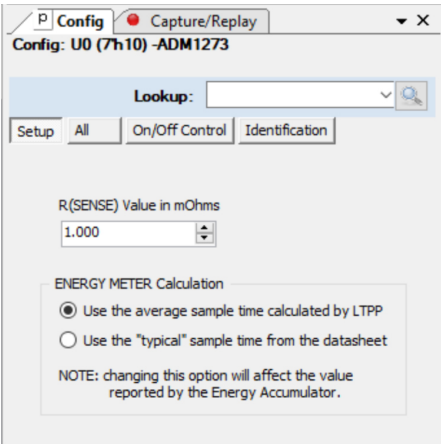 P Config Capture/Replay
Config: U0 (7'h10) -ADM1273
Lookup:
Setup All On/Off Control Identification
R(SENSE) Value in mOhms
1.000
ENERGY METER Calculation
Use the average sample time calculated by LTPP
Use the "typical" sample time from the datasheet
NOTE: changing this option will affect the value
reported by the Energy Accumulator.